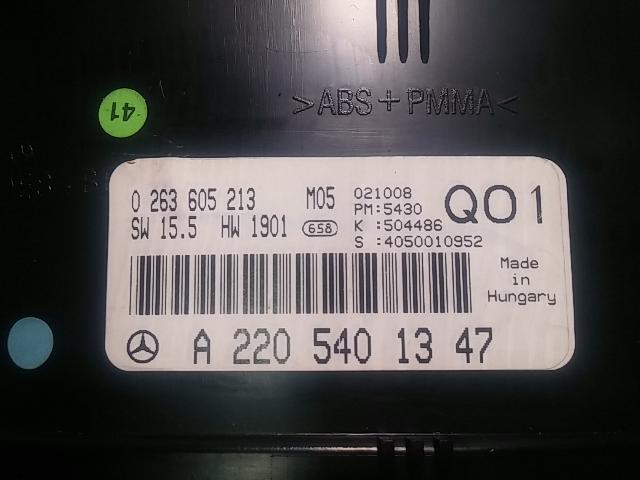 >ABS+PMMA<
41
0 263 605 213 M05
SW 15.5 HW 1901 658
021008
PM:5430
K :504486
S :4050010952
Q01
Made
in
Hungary
A 220 540 13 47